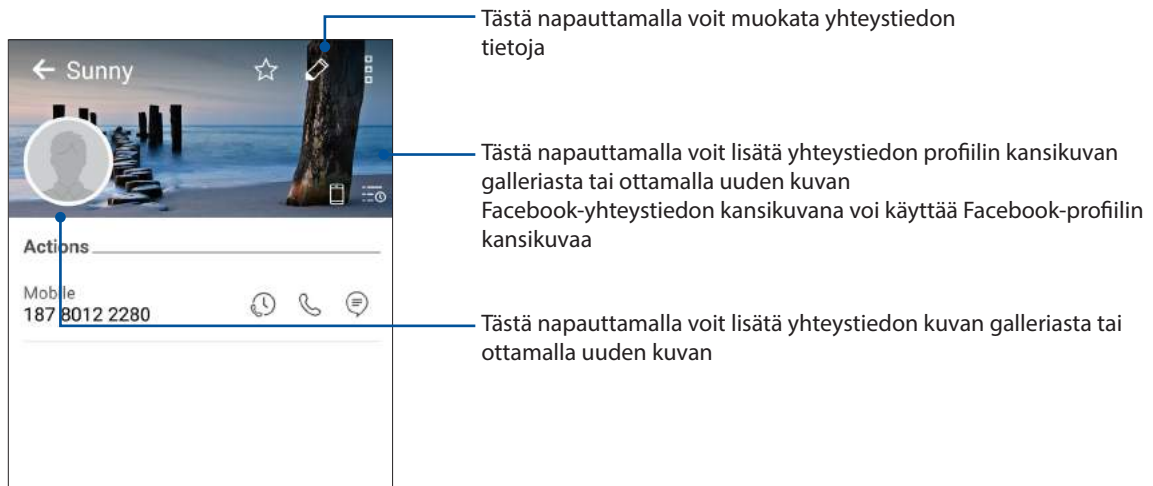 Tästä napauttamalla voit muokata yhteystiedon
tietoja
Sunny
Tästä napauttamalla voit lisätä yhteystiedon profiilin kansikuvan
galleriasta tai ottamalla uuden kuvan
Facebook-yhteystiedon kansikuvana voi käyttää Facebook-profiilin
kansikuvaa
Actions
Mobile
187 8012 2280
Tästä napauttamalla voit lisätä yhteystiedon kuvan galleriasta tai
ottamalla uuden kuvan